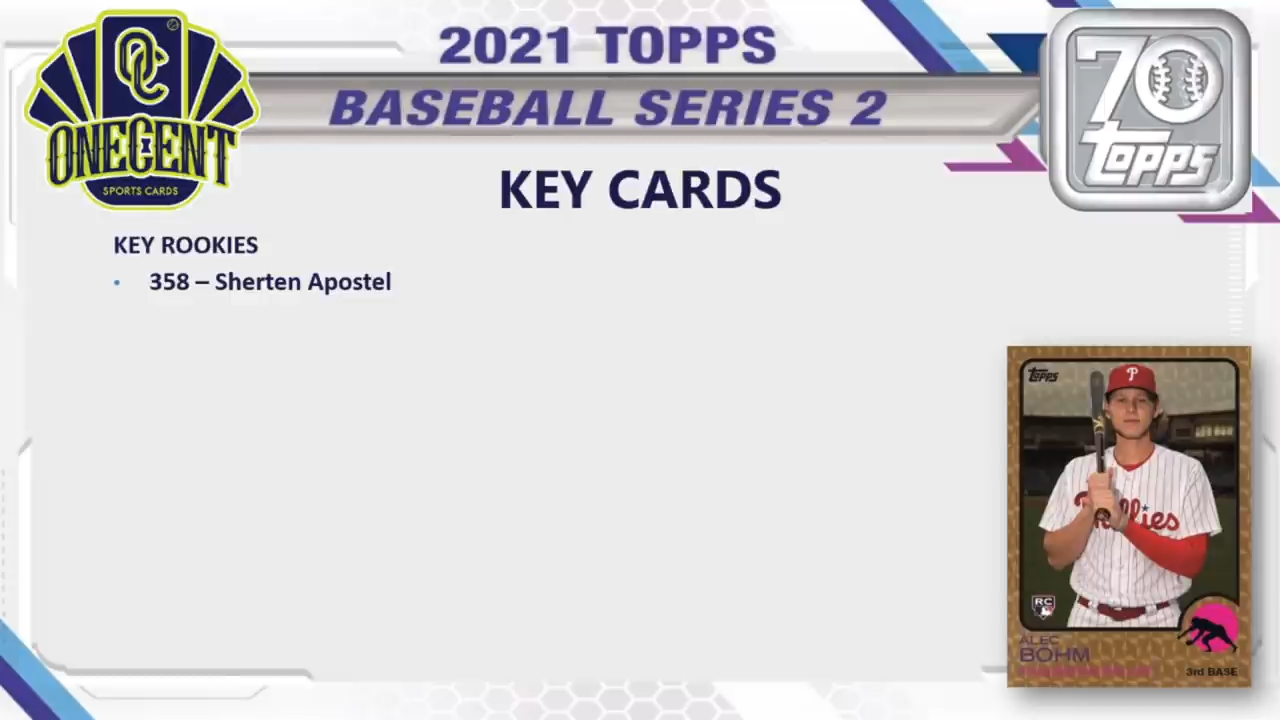 2021 TOPPS
BASEBALL SERIES 2
OC
ONECENT
SPORTS CARDS
70
topps
KEY CARDS
KEY ROOKIES
• 358 – Sherten Apostel
topps
P
Phillies
RC
ALEC
BOHM
3rd BASE